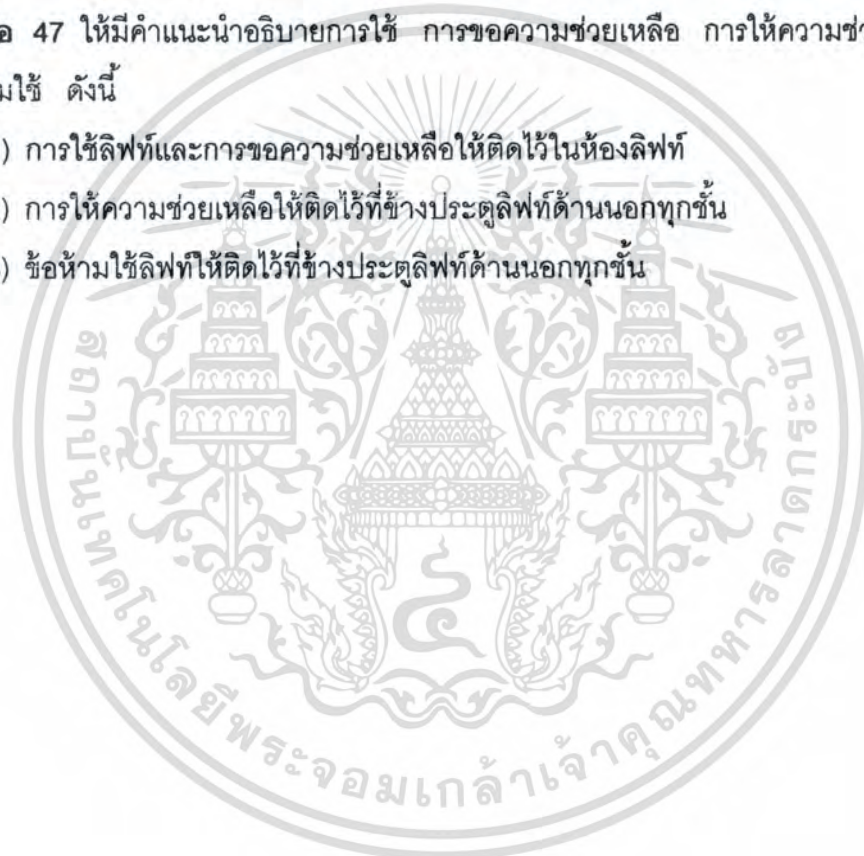 อ 47 ให้มีคำแนะนำอธิบายการใช้ การขอความช่วยเหลือ การให้ความช่ว
มใช้ ดังนี้
) การใช้ลิฟท์และการขอความช่วยเหลือให้ติดไว้ในห้องลิฟท์
) การให้ความช่วยเหลือให้ติดไว้ที่ข้างประตูลิฟท์ด้านนอกทุกชั้น
) ข้อห้ามใช้ลิฟท์ให้ติดไว้ที่ข้างประตูลิฟท์ด้านนอกทุกชั้น
สถาบันเทคโนโลยีพระจอมเกล้าเจ้าคุณทหารลาดกระบัง